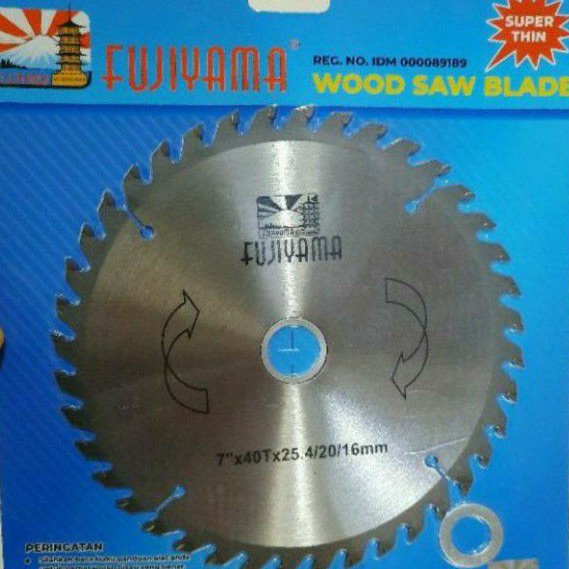 FUJIYAMA®
REG. NO. IDM 000089189
WOOD SAW BLADE
SUPER
THIN
FUJIYAMA
7"x40Tx25.4/20/16mm
PERINGATAN